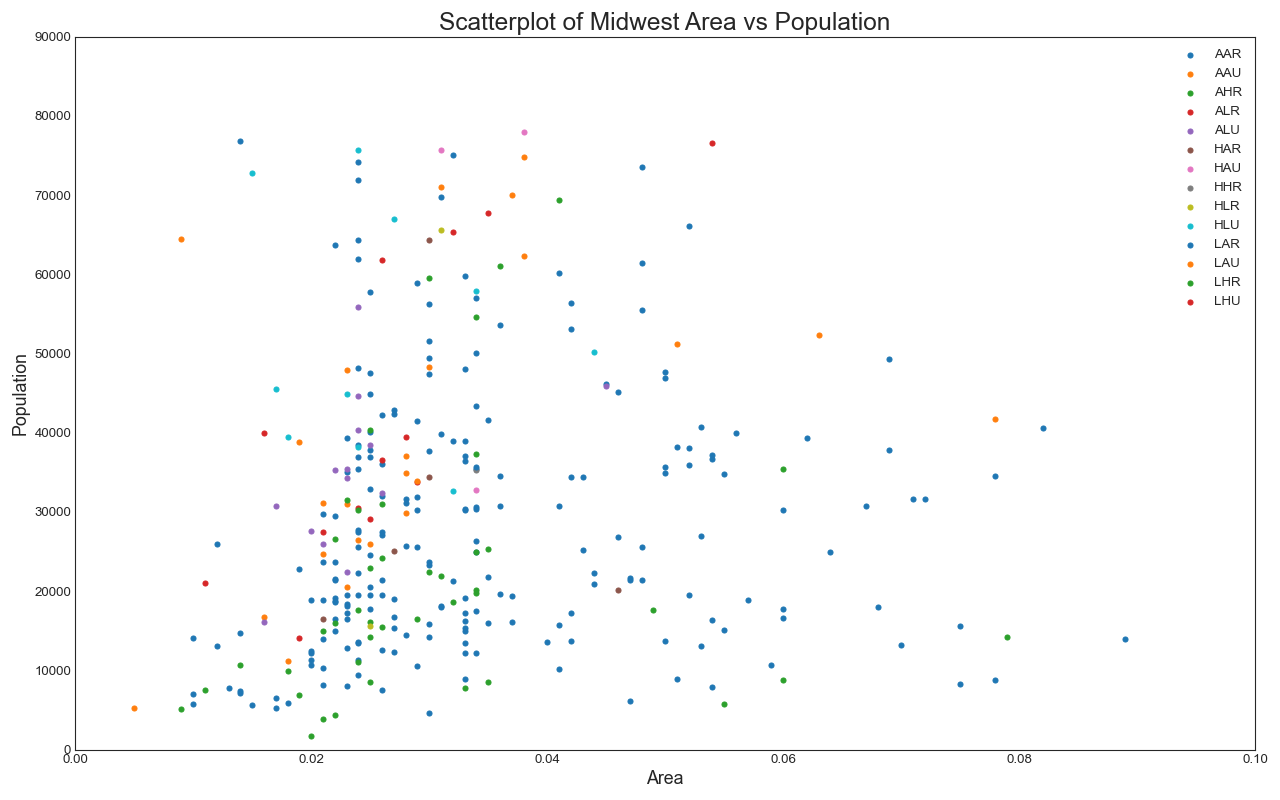 Scatterplot of Midwest Area vs Population
90000
80000
70000
60000
50000
40000
30000
20000
10000
0
Population
0.00 0.02 0.04 0.06 0.08 0.10
Area
AAR
AAU
AHR
ALR
ALU
HAR
HAU
HHR
HLR
HLU
LAR
LAU
LHR
LHU